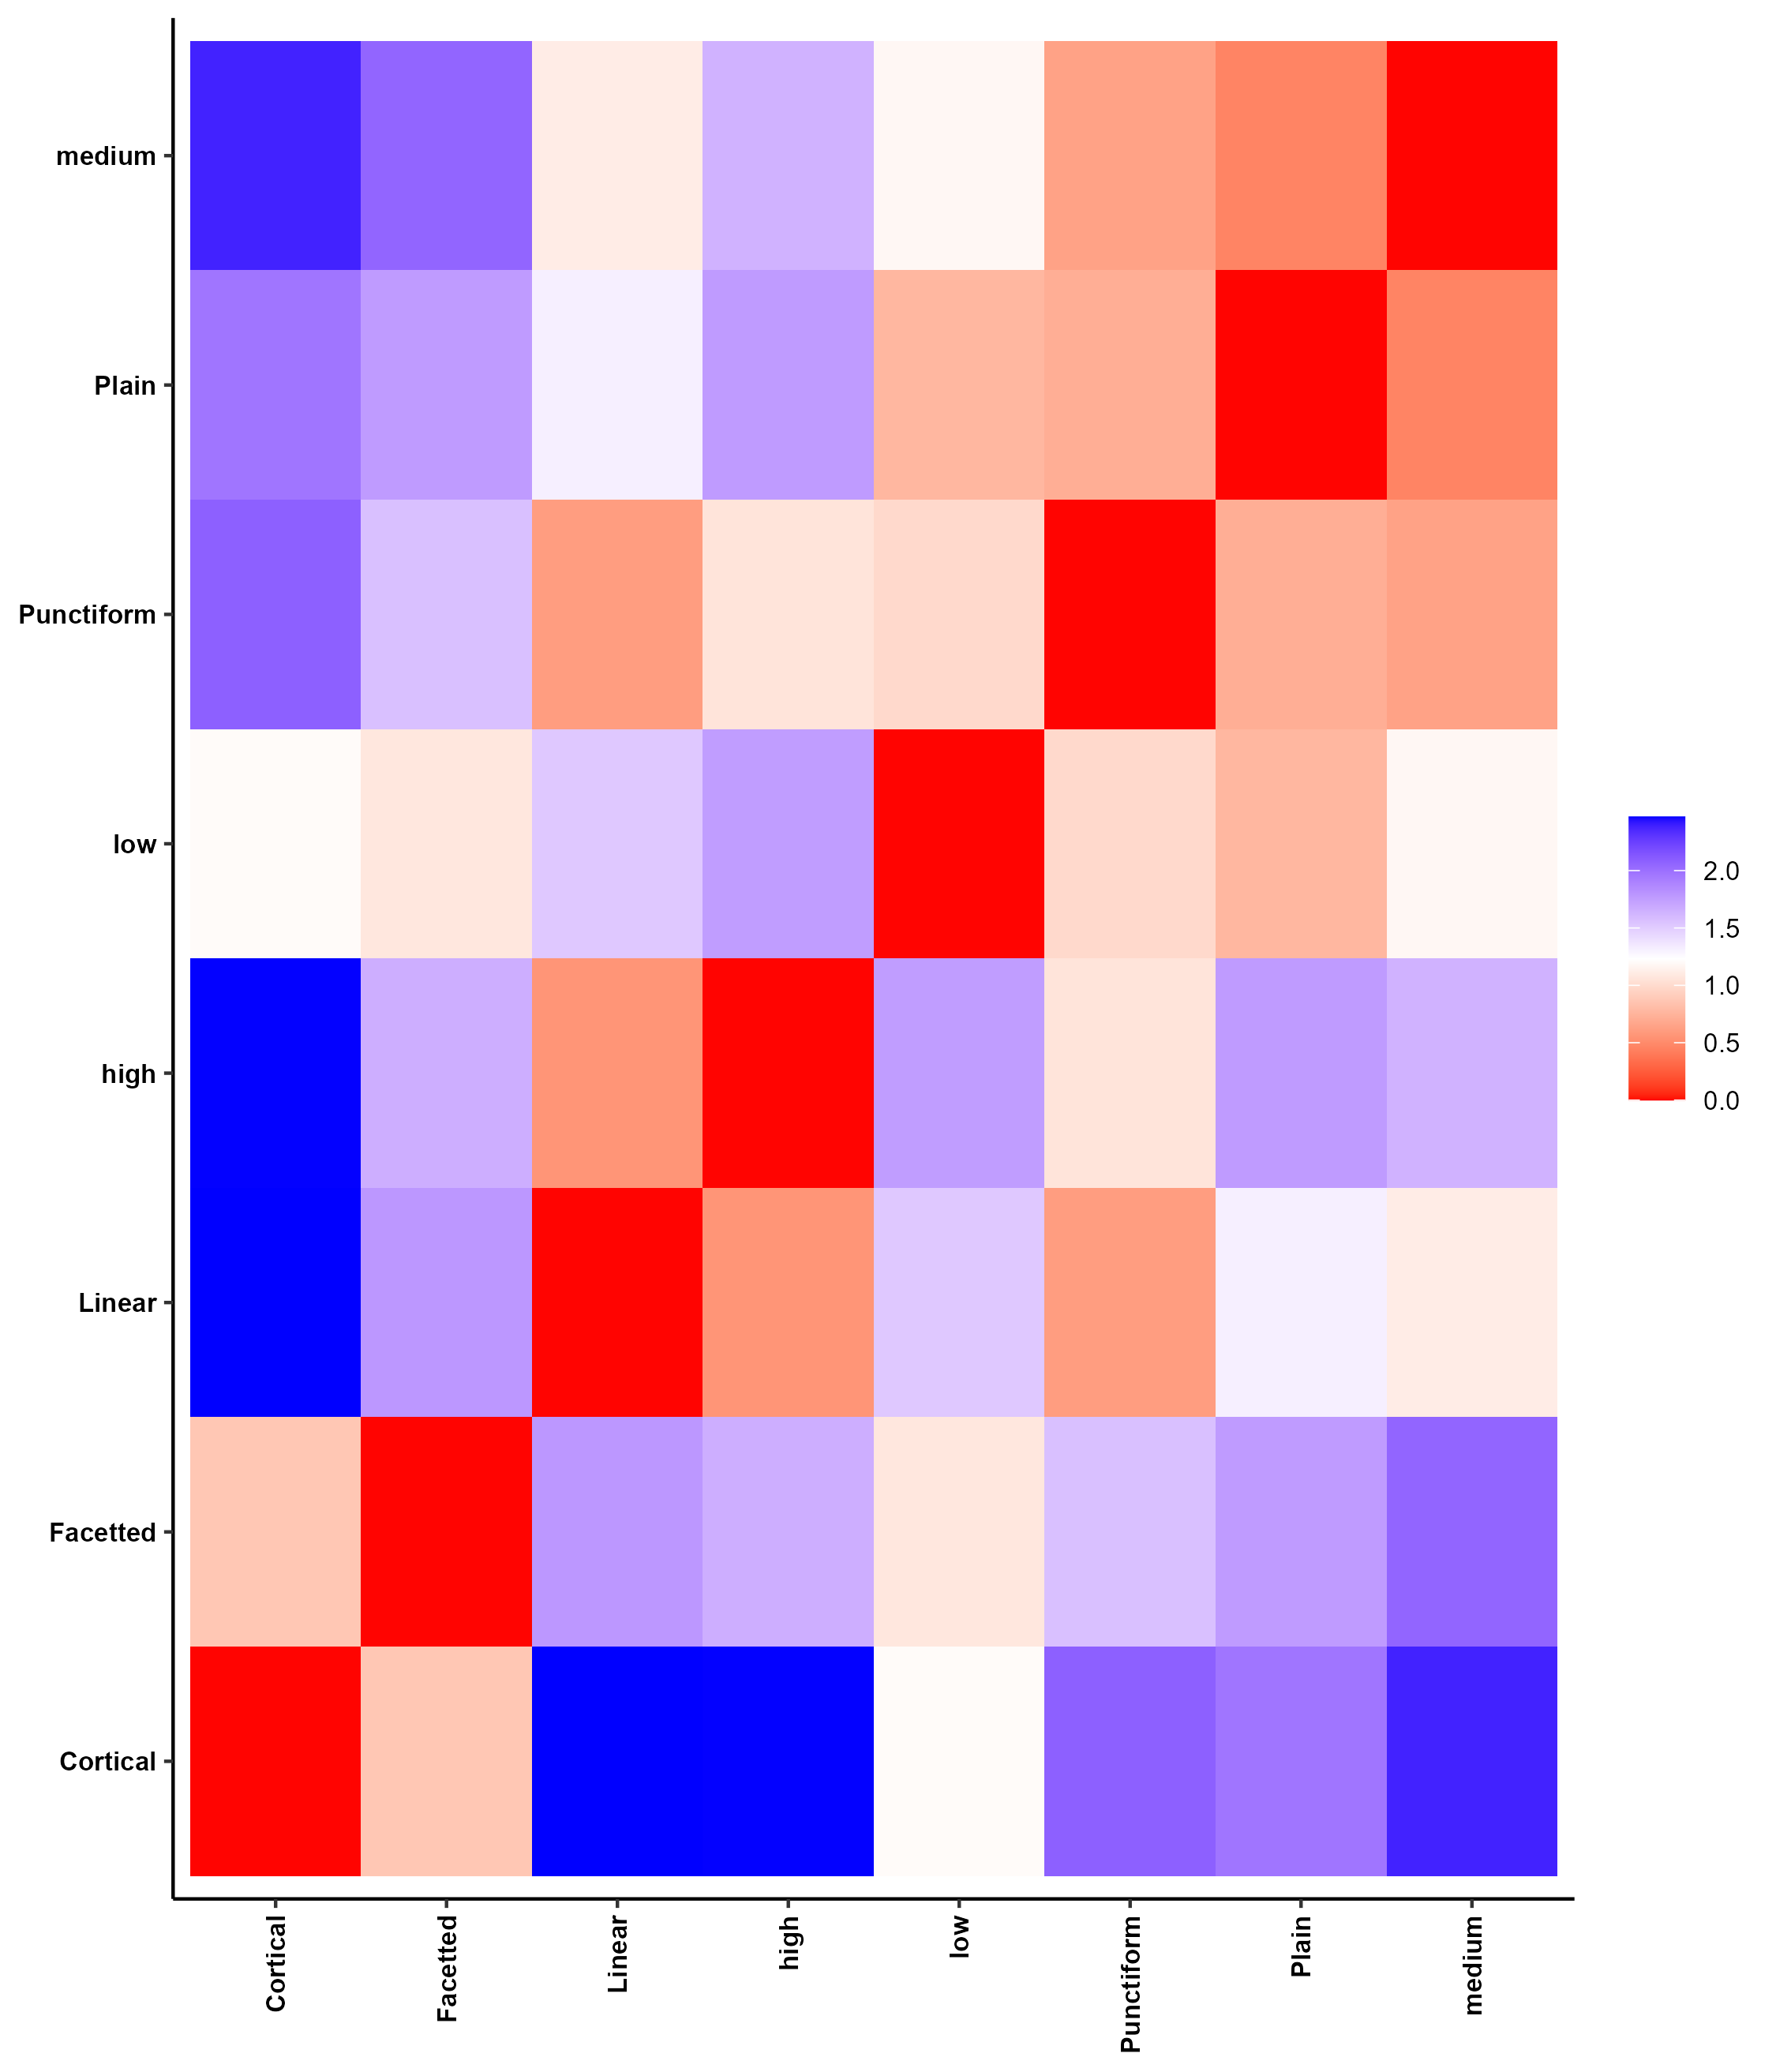 medium
Plain
Punctiform
low
high
Linear
Facetted
Cortical
2.0
1.5
1.0
0.5
0.0
Cortical
Facetted
Linear
high
low
Punctiform
Plain
medium